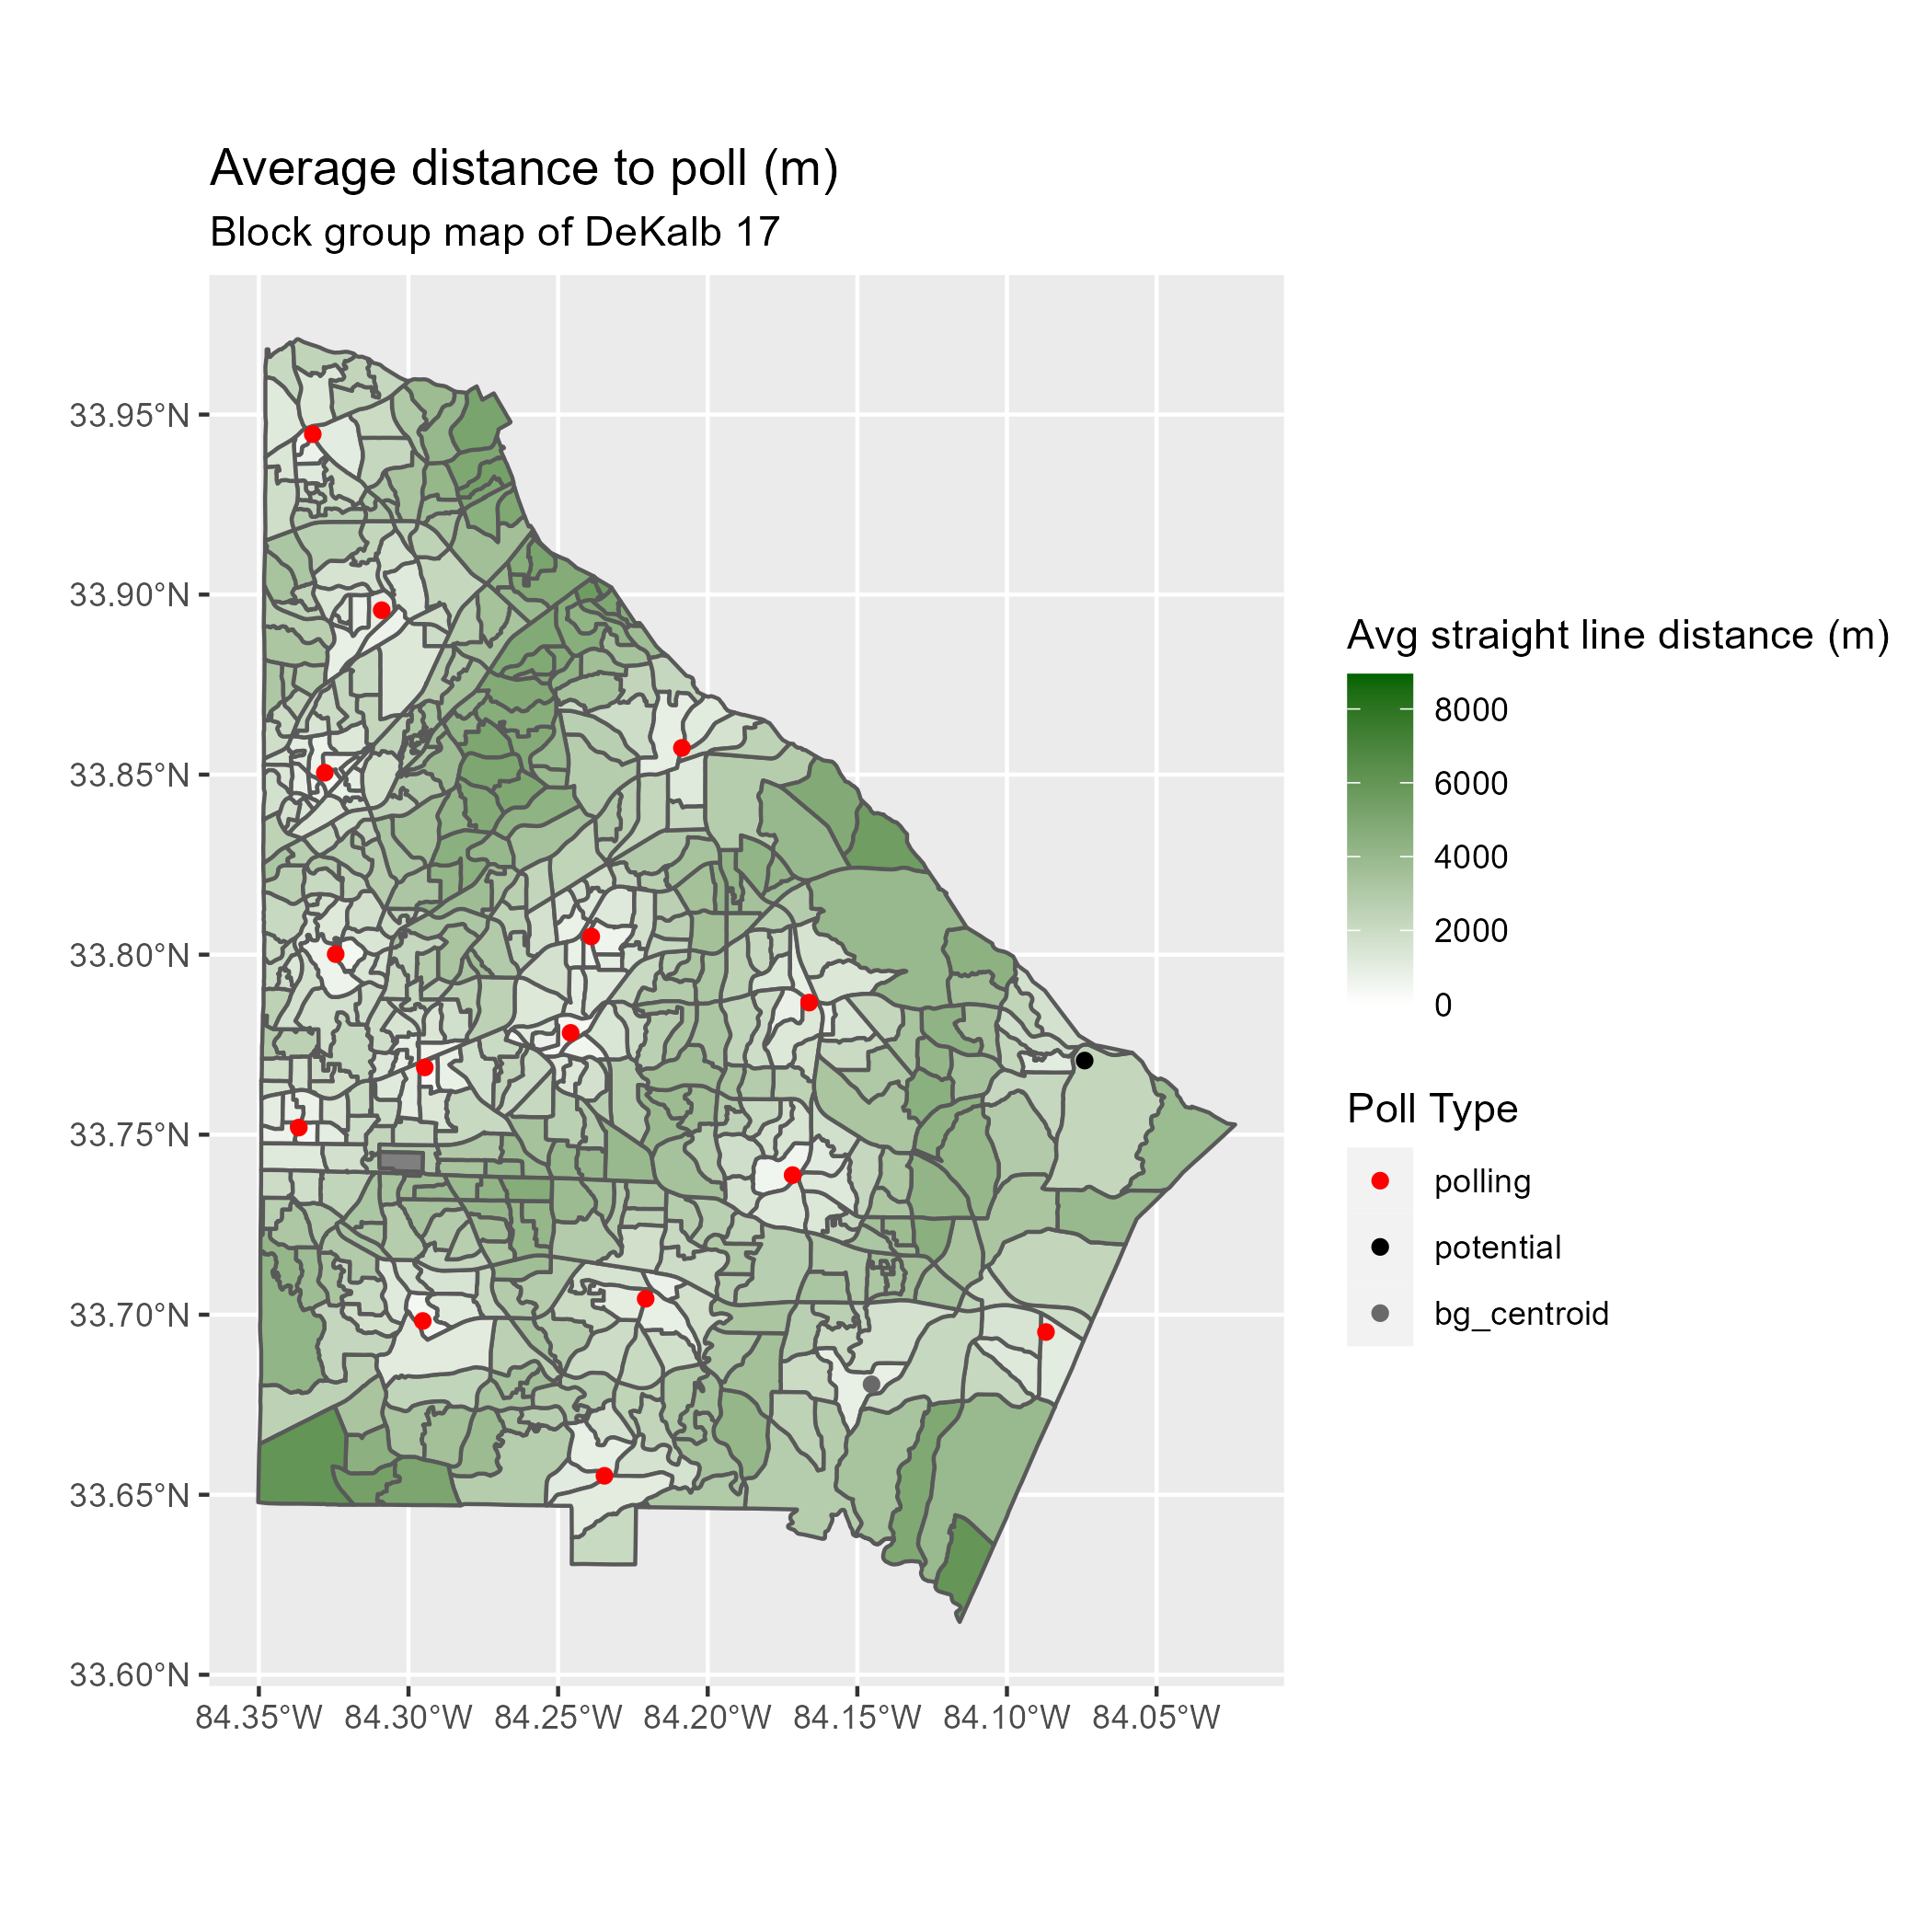 Average distance to poll (m)
Block group map of DeKalb 17
33.95°N
33.90°N
33.85°N
33.80°N
33.75°N
33.70°N
33.65°N
33.60°N
84.35°W 84.30°W 84.25°W 84.20°W 84.15°W 84.10°W 84.05°W
Avg straight line distance (m)
8000
6000
4000
2000
0
Poll Type
polling
potential
bg_centroid